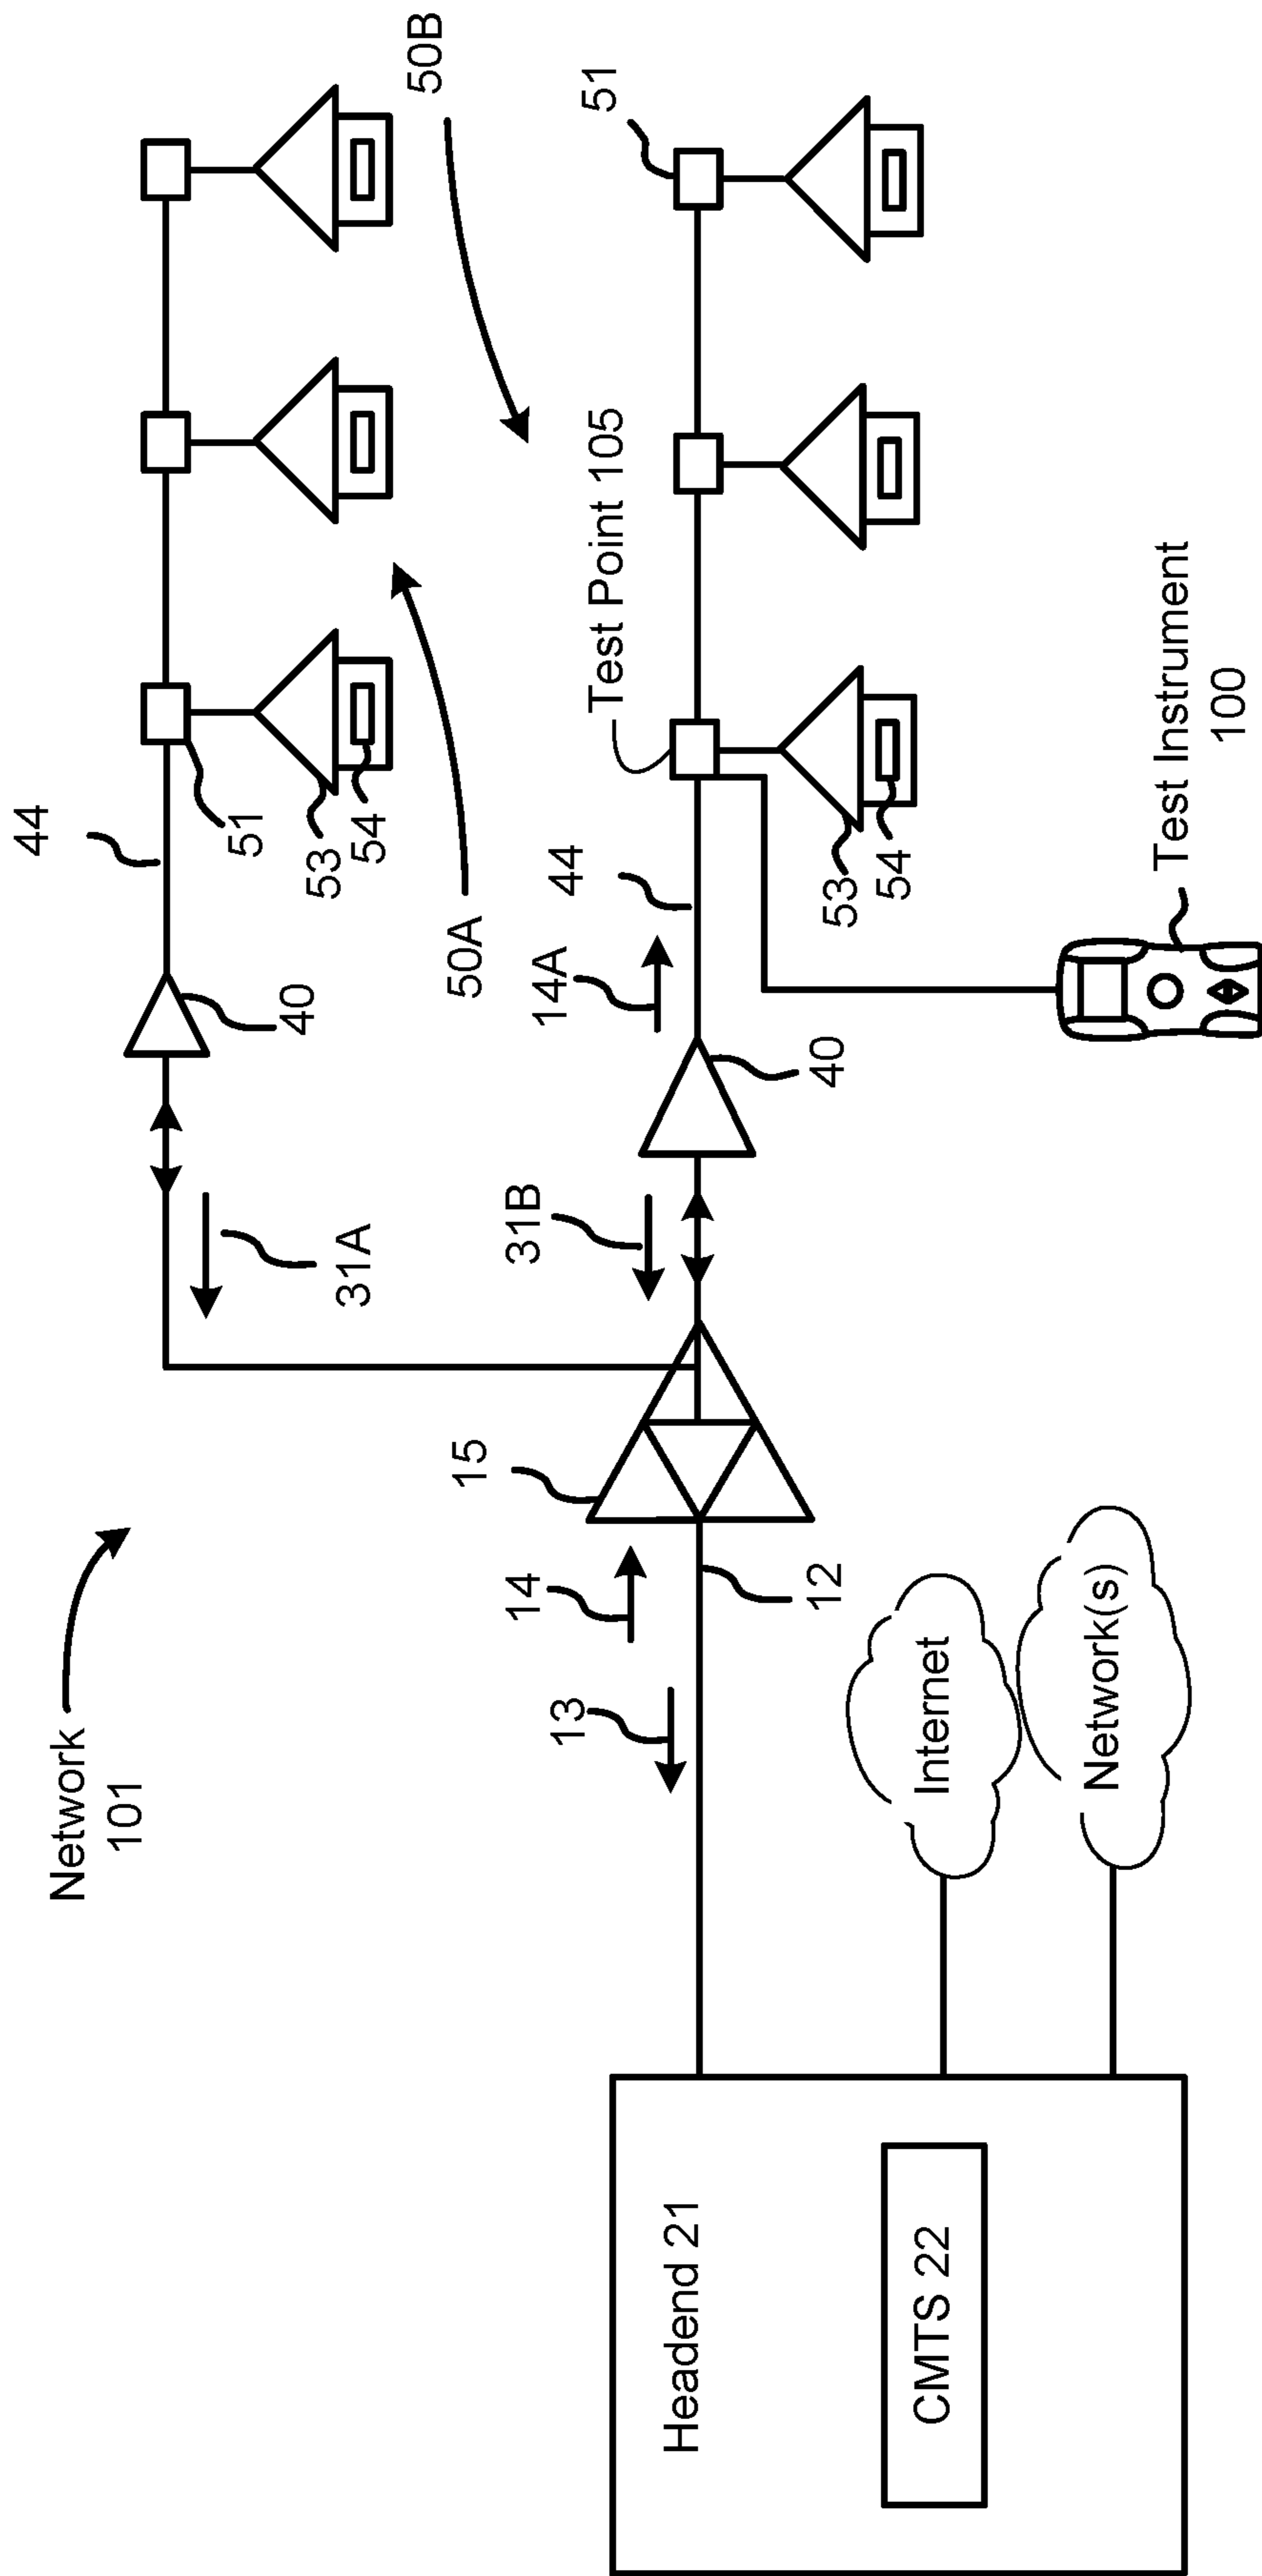 Network
101
44
51
53
54
40
50A
50B
31A
15
14
13
12
31B
14A
44
40
Test Point 105
51
53
54
Test Instrument
100
Internet
Network(s)
Headend 21
CMTS 22